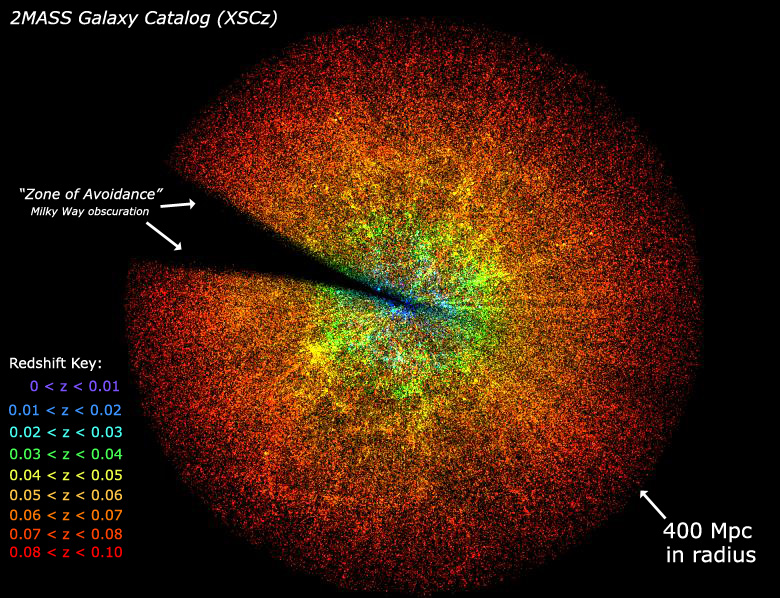 2MASS Galaxy Catalog (XSCz)
“Zone of Avoidance”
Milky Way obscuration
Redshift Key:
0 < z < 0.01
0.01 < z < 0.02
0.02 < z < 0.03
0.03 < z < 0.04
0.04 < z < 0.05
0.05 < z < 0.06
0.06 < z < 0.07
0.07 < z < 0.08
0.08 < z < 0.10
400 Mpc
in radius